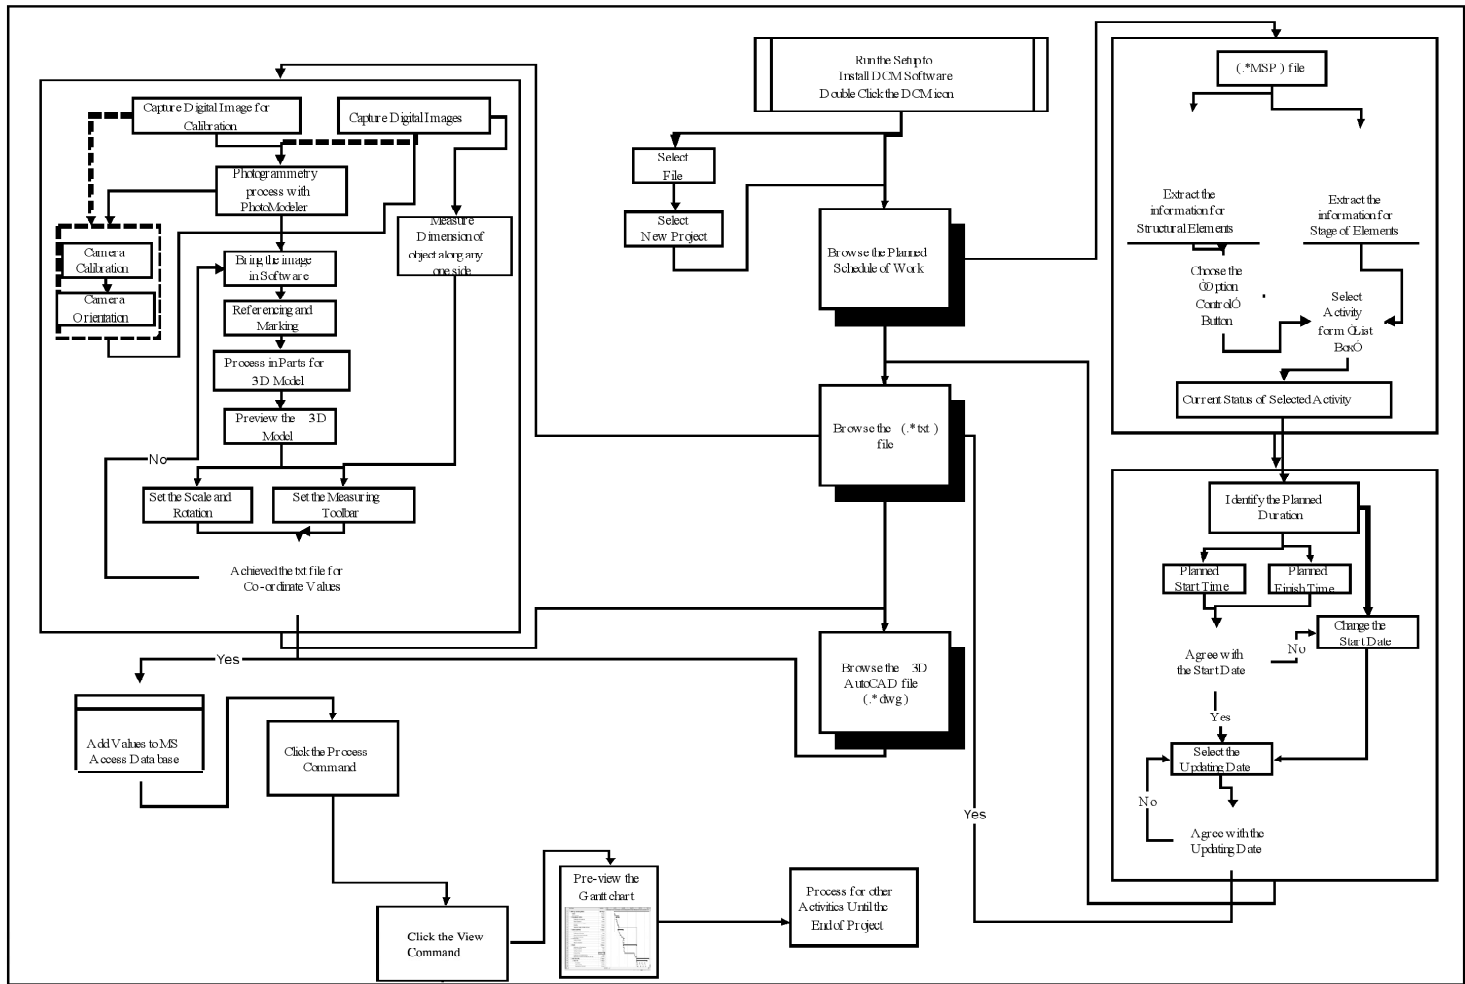 Run the Setup to
Install DCM Software
Double Click the DCM icon
(.*MSP ) file
Capture Digital Image for
Calibration
Capture Digital Images
Select
File
Photogrammetry
process with
PhotoModeler
Extract the
information for
Structural Elements
Extract the
information for
Stage of Elements
Select
New Project
Measure
Dimension of
object along any
one side
Browse the Planned
Schedule of Work
Camera
Calibration
Bring the image
in Software
Choose the
ÒOption
ControlÓ
Button
Camera
Orientation
Referencing and
Marking
Select
Activity
form ÒList
BoxÓ
Process in Parts for
3D Model
Current Status of Selected Activity
Preview the 3D
Model
Browse the (.*txt )
file
No
Set the Scale and
Rotation
Set the Measuring
Toolbar
Identify the Planned
Duration
Achieved the txt file for
Co-ordinate Values
Planned
Start Time
Planned
Finish Time
Change the
Start Date
No
Agree with
the Start Date
Yes
Browse the 3D
AutoCAD file
(.*dwg )
Yes
Add Values to MS
Access Database
Click the Process
Command
Select the
Updating Date
No
Yes
Agree with the
Updating Date
Pre-view the
Gantt chart
Process for other
Activities Until the
End of Project
Click the View
Command